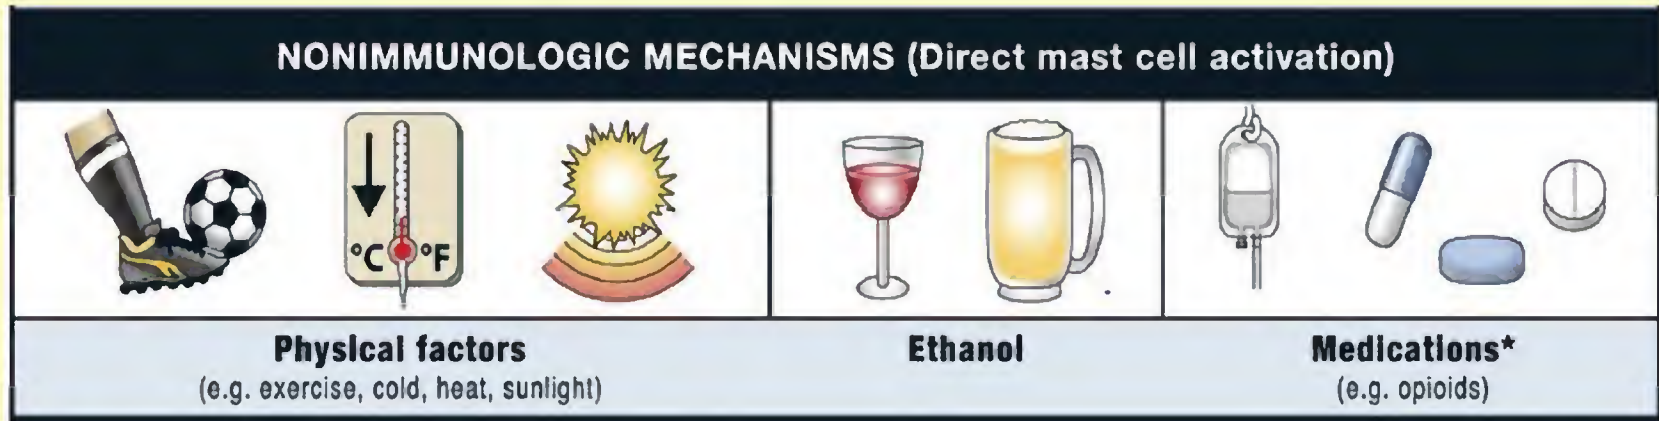 NONIMMUNOLOGIC MECHANISMS (Direct mast cell activation)
°C °F
Physical factors
(e.g. exercise, cold, heat, sunlight)
Ethanol
Medications*
(e.g. opioids)